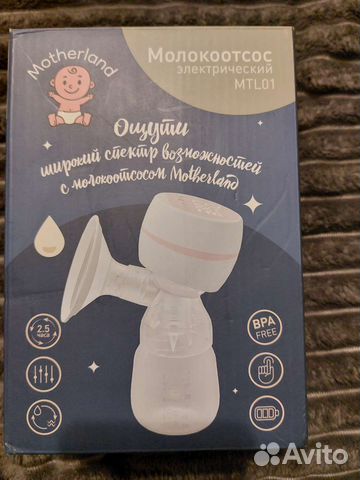 Motherland
Молокоотсос
электрический
MTL01
Ощути
широкий спектр возможностей
с молокоотсосом Motherland
2.5
часа
BPA
FREE
Avito